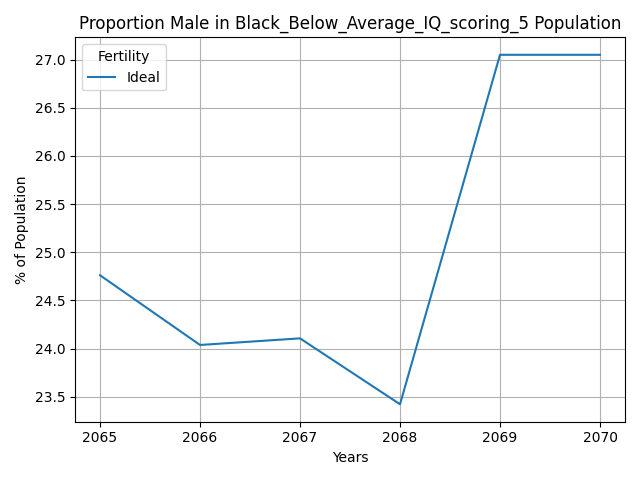 Proportion Male in Black_Below_Average_IQ_scoring_5 Population
Fertility
Ideal
% of Population
27.0
26.5
26.0
25.5
25.0
24.5
24.0
23.5
2065 2066 2067 2068 2069 2070
Years